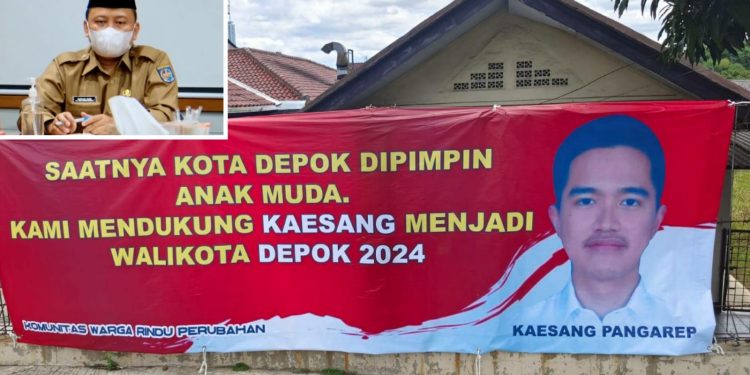 SAATNYA KOTA DEPOK DIPIMPIN
ANAK MUDA.
KAMI MENDUKUNG KAESANG MENJADI
WALIKOTA DEPOK 2024
KOMUNITAS WARGA RINDU PERUBAHAN
KAESANG PANGAREP